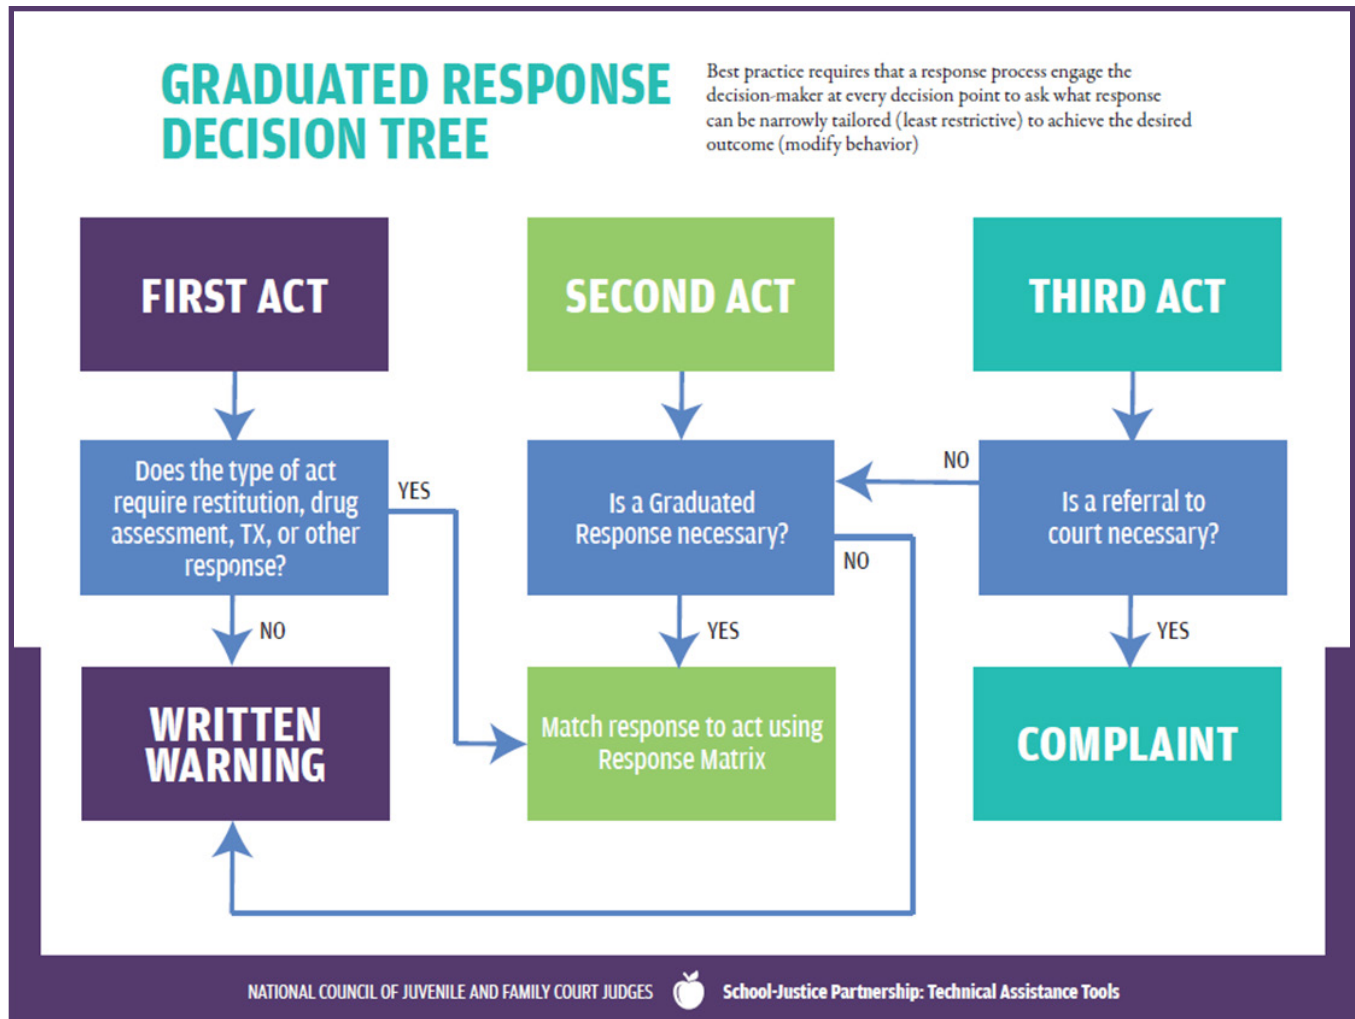 GRADUATED RESPONSE
DECISION TREE
Best practice requires that a response process engage the
decision-maker at every decision point to ask what response
can be narrowly tailored (least restrictive) to achieve the desired
outcome (modify behavior)
FIRST ACT
SECOND ACT
THIRD ACT
Does the type of act
require restitution, drug
assessment, TX, or other
response?
YES
Is a Graduated
Response necessary?
NO
Is a referral to
court necessary?
NO
NO
YES
YES
WRITTEN
WARNING
Match response to act using
Response Matrix
COMPLAINT
NATIONAL COUNCIL OF JUVENILE AND FAMILY COURT JUDGES
School-Justice Partnership: Technical Assistance Tools